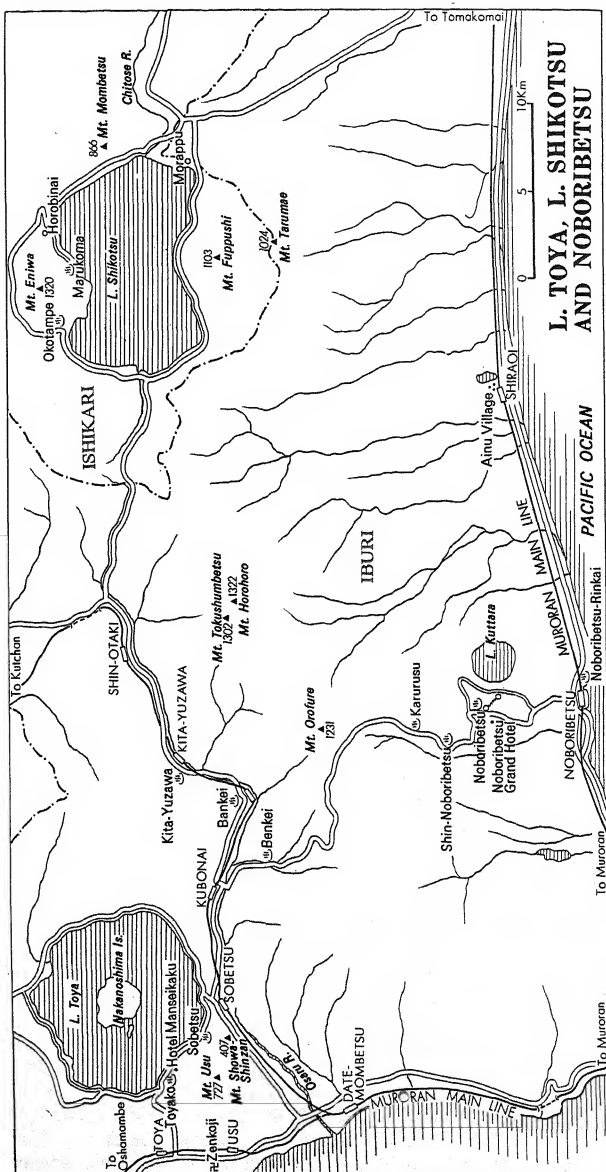 L. TOYA, L. SHIKOTSU
AND NOBORIBETSU
0
5
10Km
To Tomakomai
Chitose R.
866
Mt. Mombetsu
Morappu
Horobinai
Mt. Eniwa
1320
Marukoma
Okotampe
L. Shikotsu
1103
Mt. Fuppushi
1024
Mt. Tarumae
ISHIKARI
To Kutchon
SHIN-OTAKI
Mt. Tokushumbetsu
1302
1322
Mt. Horohoro
IBURI
Ainu Village
SHIRAOI
PACIFIC OCEAN
MURORAN MAIN LINE
KITA-YUZAWA
Kita-Yuzawa
Bankei
Benkei
KUBONAI
Mt. Orofure
1231
Karurusu
L. Kuttara
Shin-Noboribetsu
Noboribetsu
Noboribetsu
Grand Hotel
NOBORIBETSU
Noboribetsu-Rinkai
To Muroran
L. Toya
Nakanoshima Is.
Hotel Manseikaku
Sobetsu
SOBETSU
Toyako
TOYA
To
Oshamombe
Mt. Usu
727
407
Mt. Showa-
Shinzan
Zenkoji
USU
Osaru R.
DATE-
MOMBETSU
MURORAN MAIN LINE
To Muroran